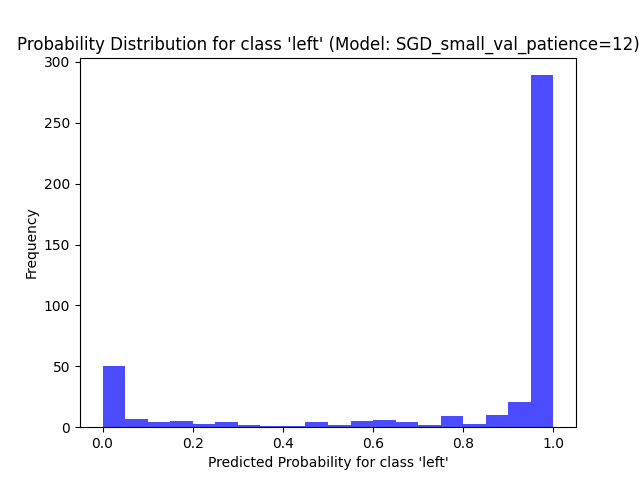 Probability Distribution for class 'left' (Model: SGD_small_val_patience=12)
300
250
200
150
100
50
0
Frequency
0.0 0.2 0.4 0.6 0.8 1.0
Predicted Probability for class 'left'